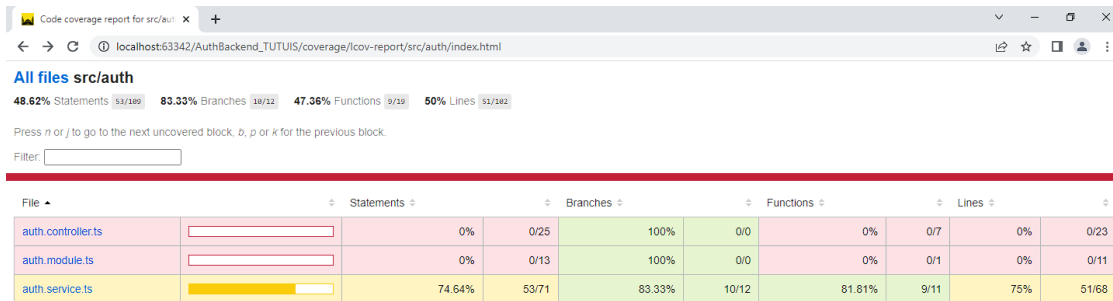 Code coverage report for src/aut
localhost:63342/AuthBackend_TUTUIS/coverage/lcov-report/src/auth/index.html
All files src/auth
48.62% Statements 53/109 83.33% Branches 10/12 47.36% Functions 9/19 50% Lines 51/102
Press n or j to go to the next uncovered block, b, p or k for the previous block.
Filter:
File Statements Branches Functions Lines
auth.controller.ts 0% 0/25 100% 0/0 0% 0/7 0% 0/23
auth.module.ts 0% 0/13 100% 0/0 0% 0/1 0% 0/11
auth.service.ts 74.64% 53/71 83.33% 10/12 81.81% 9/11 75% 51/68